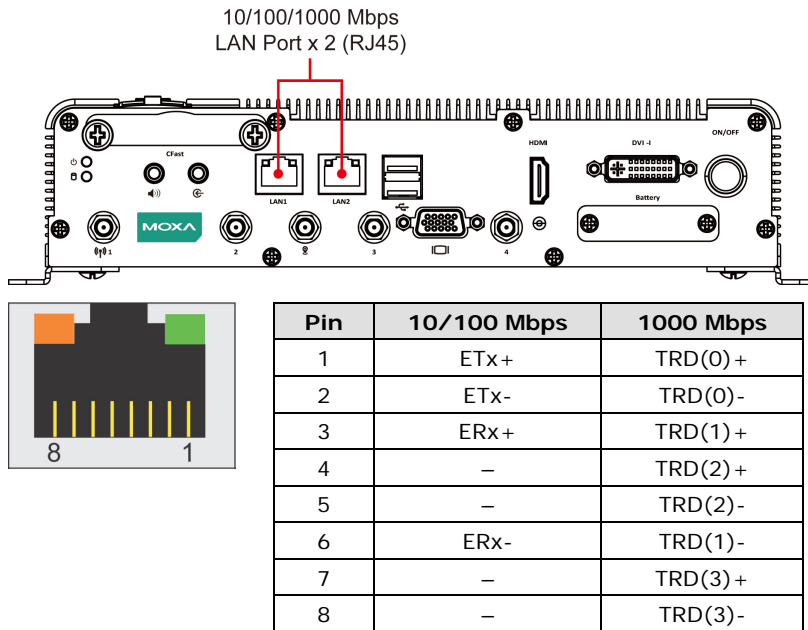 10/100/1000 Mbps
LAN Port x 2 (RJ45)
CFast
HDMI
DVI -I
ON/OFF
LAN1
LAN2
Battery
MOXA
1
2
3
4
8
1
Pin 10/100 Mbps 1000 Mbps
1 ETx+ TRD(0)+
2 ETx- TRD(0)-
3 ERx+ TRD(1)+
4 – TRD(2)+
5 – TRD(2)-
6 ERx- TRD(1)-
7 – TRD(3)+
8 – TRD(3)-